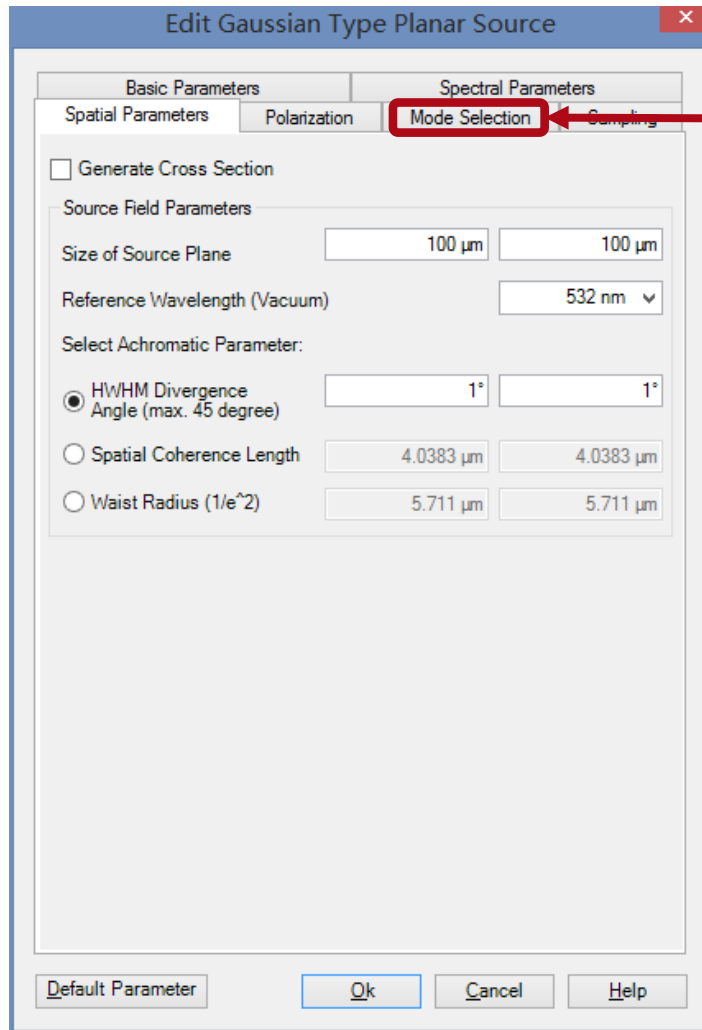 Edit Gaussian Type Planar Source
Basic Parameters Spectral Parameters
Spatial Parameters Polarization Mode Selection Sampling
Generate Cross Section
Source Field Parameters
Size of Source Plane 100 µm 100 µm
Reference Wavelength (Vacuum) 532 nm
Select Achromatic Parameter:
HWHM Divergence
Angle (max. 45 degree) 1° 1°
Spatial Coherence Length 4.0383 µm 4.0383 µm
Waist Radius (1/e^2) 5.711 µm 5.711 µm
Default Parameter Ok Cancel Help